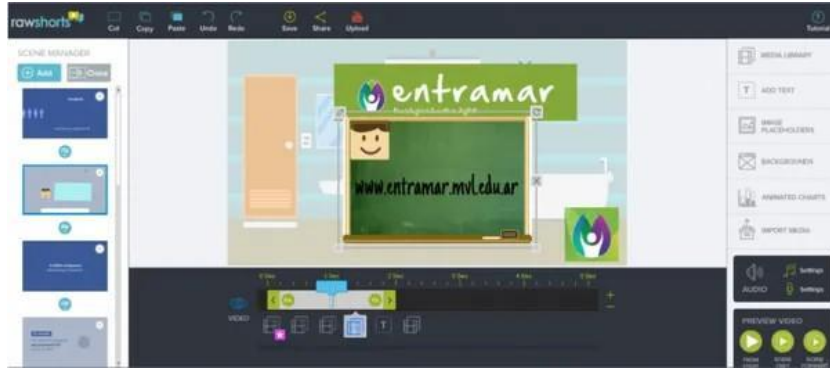 rawshorts
Cut
Copy
Paste
Undo
Redo
Save
Share
Upload
Tutorial
SCENE MANAGER
Add
Clone
entramar
www.entramar.mvl.edu.ar
MEDIA LIBRARY
T ADD TEXT
IMAGE PLACEHOLDERS
BACKGROUNDS
ANIMATED CHARTS
IMPORT MEDIA
VIDEO
T
AUDIO
Settings
Settings
PREVIEW VIDEO